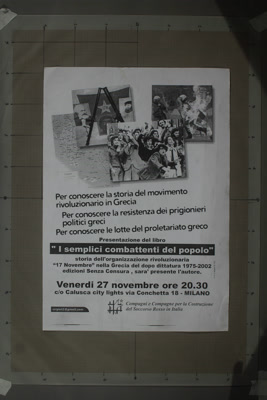 Per conoscere la storia del movimento
rivoluzionario in Grecia
Per conoscere la resistenza dei prigionieri
politici greci
Per conoscere le lotte del proletariato greco
Presentazione del libro
" I semplici combattenti del popolo"
storia dell'organizzazione rivoluzionaria
"17 Novembre" nella Grecia del dopo dittatura 1975-2002
edizioni Senza Censura , sara' presente l'autore.
Venerdi 27 novembre ore 20.30
c/o Calusca city lights via Conchetta 18 - MILANO
Compagni e Compagne per la Costruzione
del Soccorso Rosso in Italia